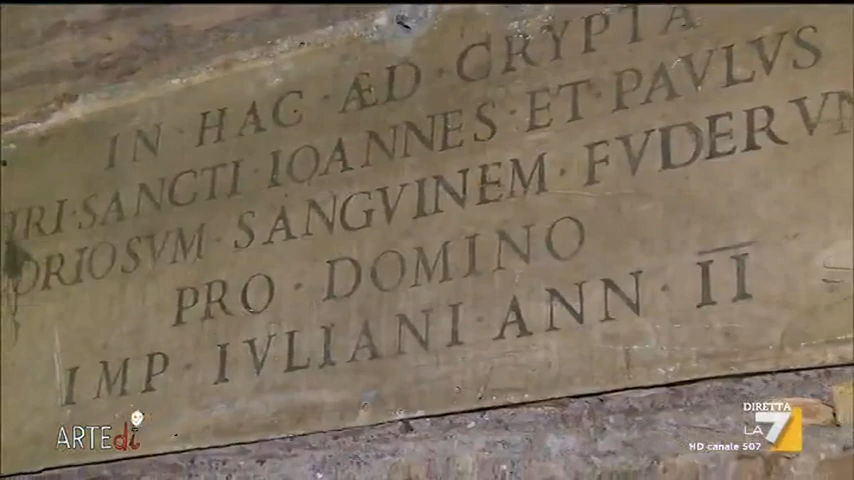 IN · HAC · ÆD · CRYPTA
IRI · SANCTI · IOANNES · ET · PAVLVS
ORIOSVM · SANGVINEM · FVDERVN
PRO · DOMINO
IMP · IVLIANI · ANN · II
ARTEdi
DIRETTA
LA7
HD canale 507